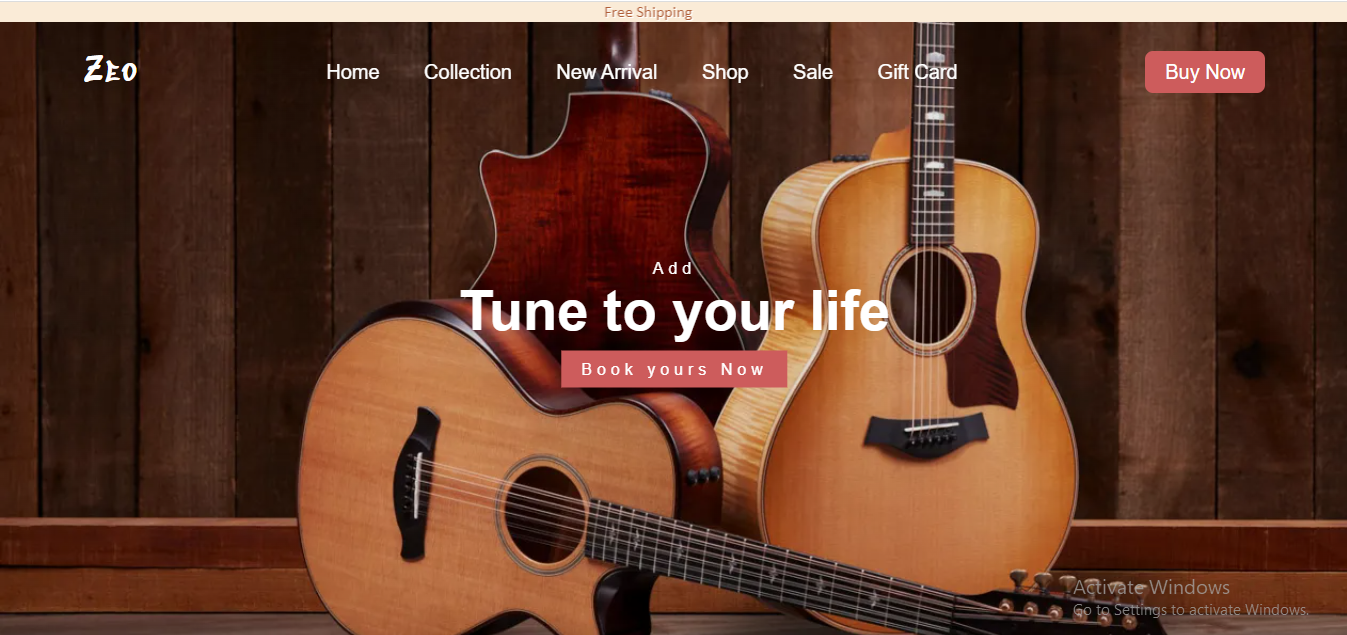 Free Shipping
Zeo Home Collection New Arrival Shop Sale Gift Card Buy Now
Add
Tune to your life
Book yours Now
Activate Windows
Go to Settings to activate Windows.